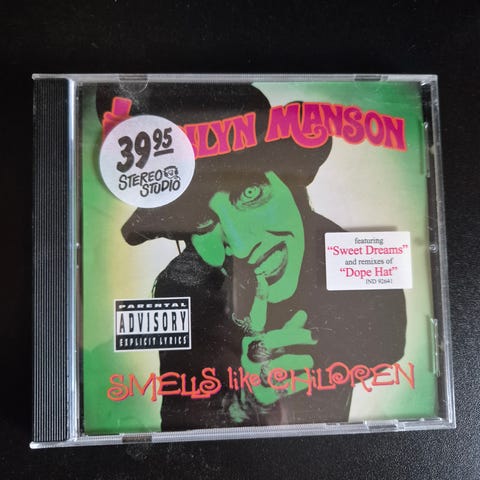 MANSON
39.95
STEREO
STUDIO
featuring
"Sweet Dreams"
and remixes of
"Dope Hat"
IND 92641
PARENTAL
ADVISORY
EXPLICIT LYRICS
SMELLS like CHILDREN